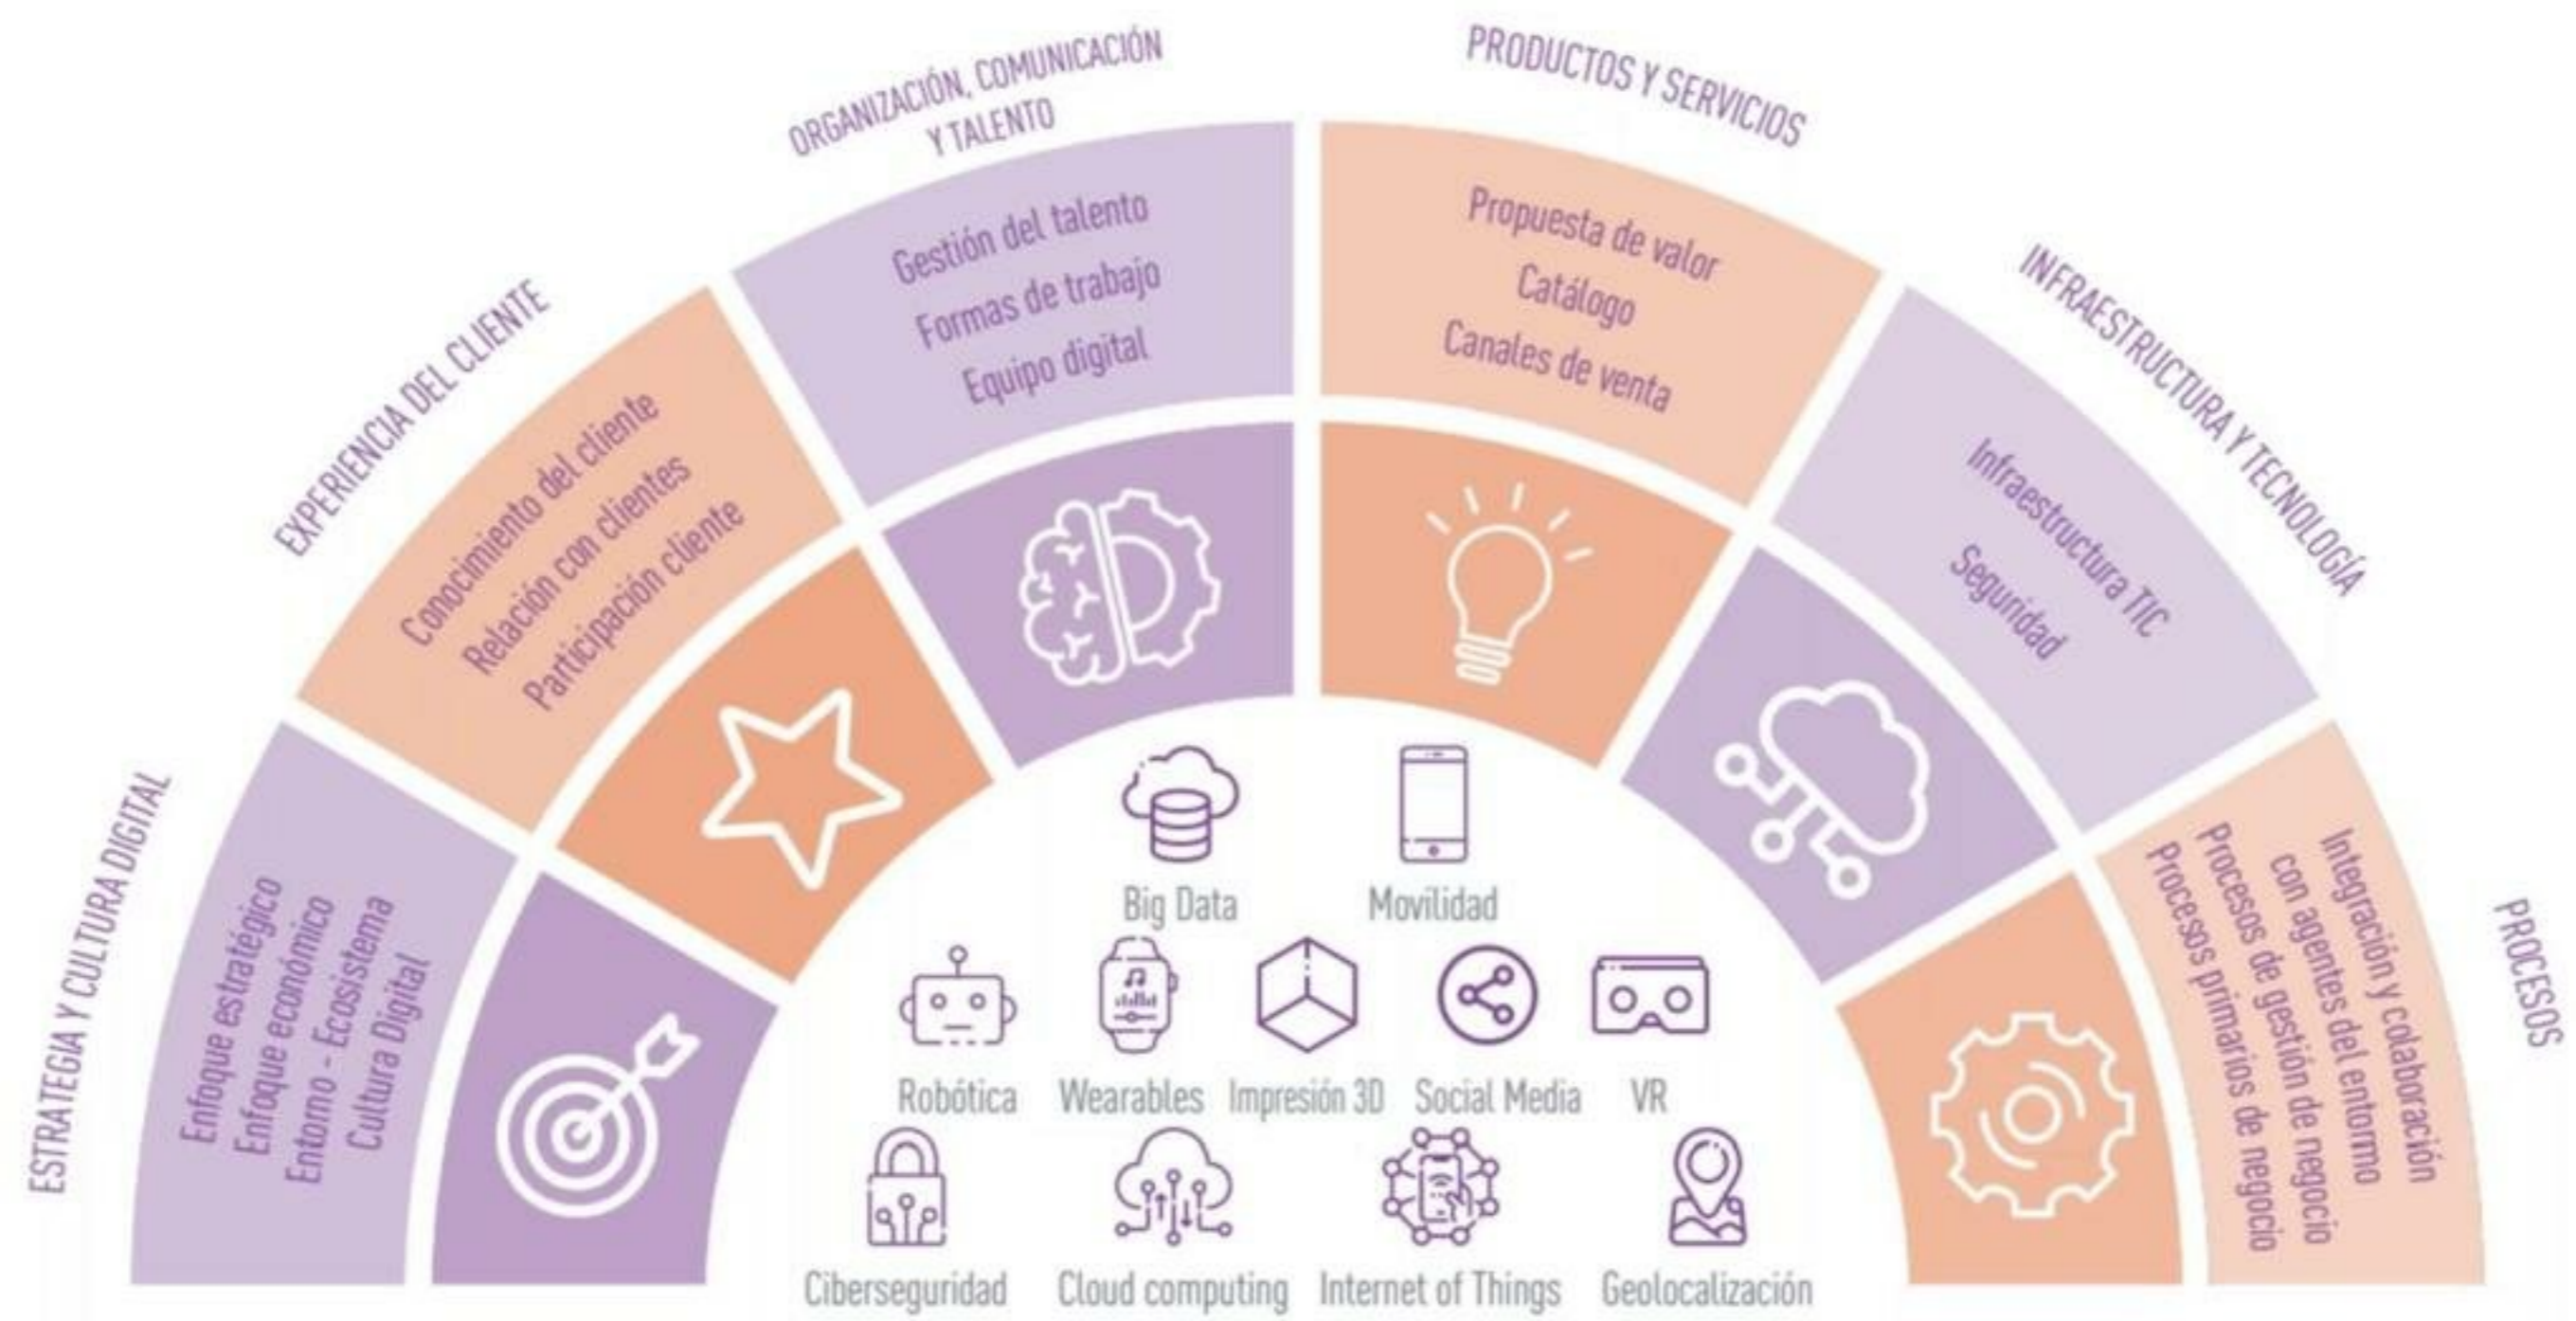 ESTRATEGIA Y CULTURA DIGITAL
Enfoque estratégico
Enfoque económico
Entorno - Ecosistema
Cultura Digital
EXPERIENCIA DEL CLIENTE
Conocimiento del cliente
Relación con clientes
Participación cliente
ORGANIZACIÓN, COMUNICACIÓN
Y TALENTO
Gestión del talento
Formas de trabajo
Equipo digital
PRODUCTOS Y SERVICIOS
Propuesta de valor
Catálogo
Canales de venta
INFRAESTRUCTURA Y TECNOLOGÍA
Infraestructura TIC
Seguridad
PROCESOS
Integración y colaboración
con agentes del entorno
Procesos de gestión de negocio
Procesos primarios de negocio
Big Data
Movilidad
Robótica
Wearables
Impresión 3D
Social Media
VR
Ciberseguridad
Cloud computing
Internet of Things
Geolocalización